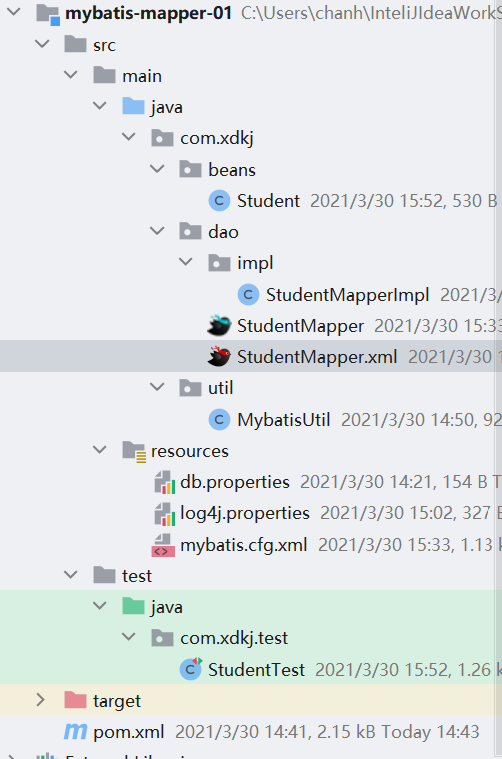 mybatis-mapper-01 C:\Users\chanh\InteliJIdeaWorkS
src
main
java
com.xdkj
beans
Student 2021/3/30 15:52, 530 B
dao
impl
StudentMapperImpl 2021/3/
StudentMapper 2021/3/30 15:33
StudentMapper.xml 2021/3/30 1
util
MybatisUtil 2021/3/30 14:50, 92
resources
db.properties 2021/3/30 14:21, 154 B T
log4j.properties 2021/3/30 15:02, 327 B
mybatis.cfg.xml 2021/3/30 15:33, 1.13 k
test
java
com.xdkj.test
StudentTest 2021/3/30 15:52, 1.26 k
target
pom.xml 2021/3/30 14:41, 2.15 kB Today 14:43